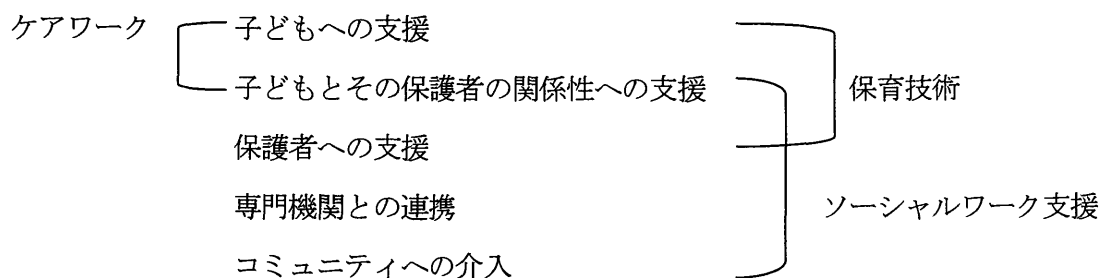 ケアワーク 子どもへの支援
子どもとその保護者の関係性への支援 保育技術
保護者への支援
専門機関との連携 ソーシャルワーク支援
コミュニティへの介入